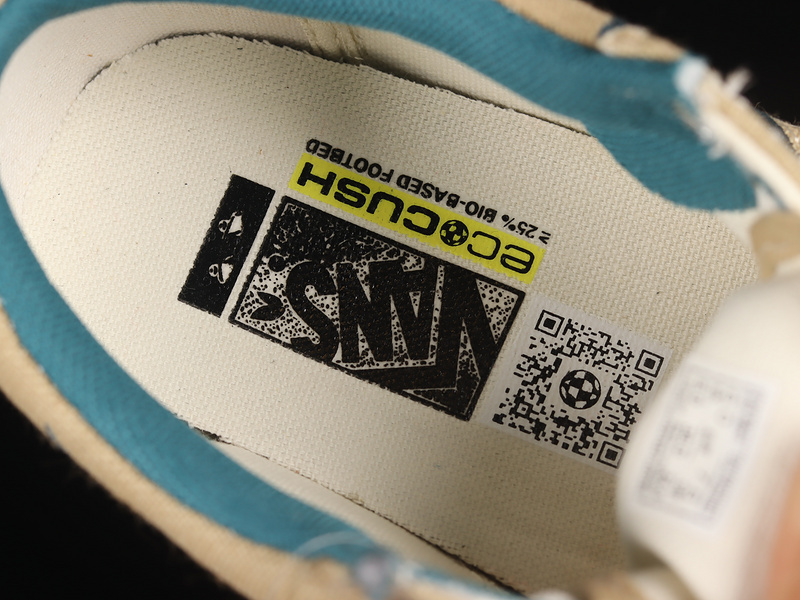 VANS
ecoCUSH
≥ 25% BIO-BASED FOOTBED